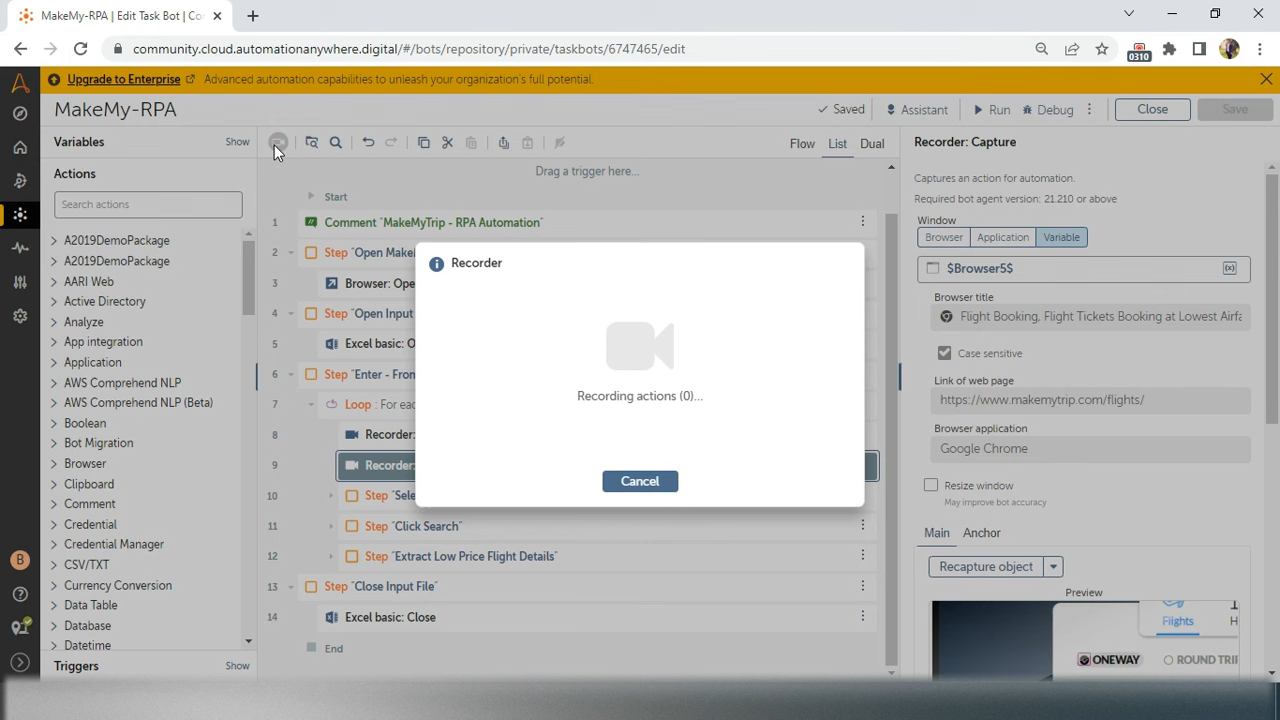 MakeMy-RPA | Edit Task Bot | Co
community.cloud.automationanywhere.digital/#/bots/repository/private/taskbots/6747465/edit
0310
Upgrade to Enterprise Advanced automation capabilities to unleash your organization's full potential.
MakeMy-RPA
Saved
Assistant
Run
Debug
Close
Save
Variables
Show
Flow
List
Dual
Actions
Search actions
A2019DemoPackage
A2019DemoPackage
AARI Web
Active Directory
Analyze
App integration
Application
AWS Comprehend NLP
AWS Comprehend NLP (Beta)
Boolean
Bot Migration
Browser
Clipboard
Comment
Credential
Credential Manager
CSV/TXT
Currency Conversion
Data Table
Database
Datetime
Triggers
Show
B
Drag a trigger here...
Start
1 Comment "MakeMyTrip - RPA Automation"
2 Step "Open MakeM
3 Browser: Ope
4 Step "Open Input
5 Excel basic: O
6 Step "Enter - From
7 Loop : For eac
8 Recorder:
9 Recorder:
10 Step "Sele
11 Step "Click Search"
12 Step "Extract Low Price Flight Details"
13 Step "Close Input File"
14 Excel basic: Close
End
Recorder
Recording actions (0)...
Cancel
Recorder: Capture
Captures an action for automation.
Required bot agent version: 21.210 or above
Window
Browser
Application
Variable
$Browser5$
(x)
Browser title
Flight Booking, Flight Tickets Booking at Lowest Airfa
Case sensitive
Link of web page
https://www.makemytrip.com/flights/
Browser application
Google Chrome
Resize window
May improve bot accuracy
Main
Anchor
Recapture object
Preview
Flights
H
ONEWAY
ROUND TRIP